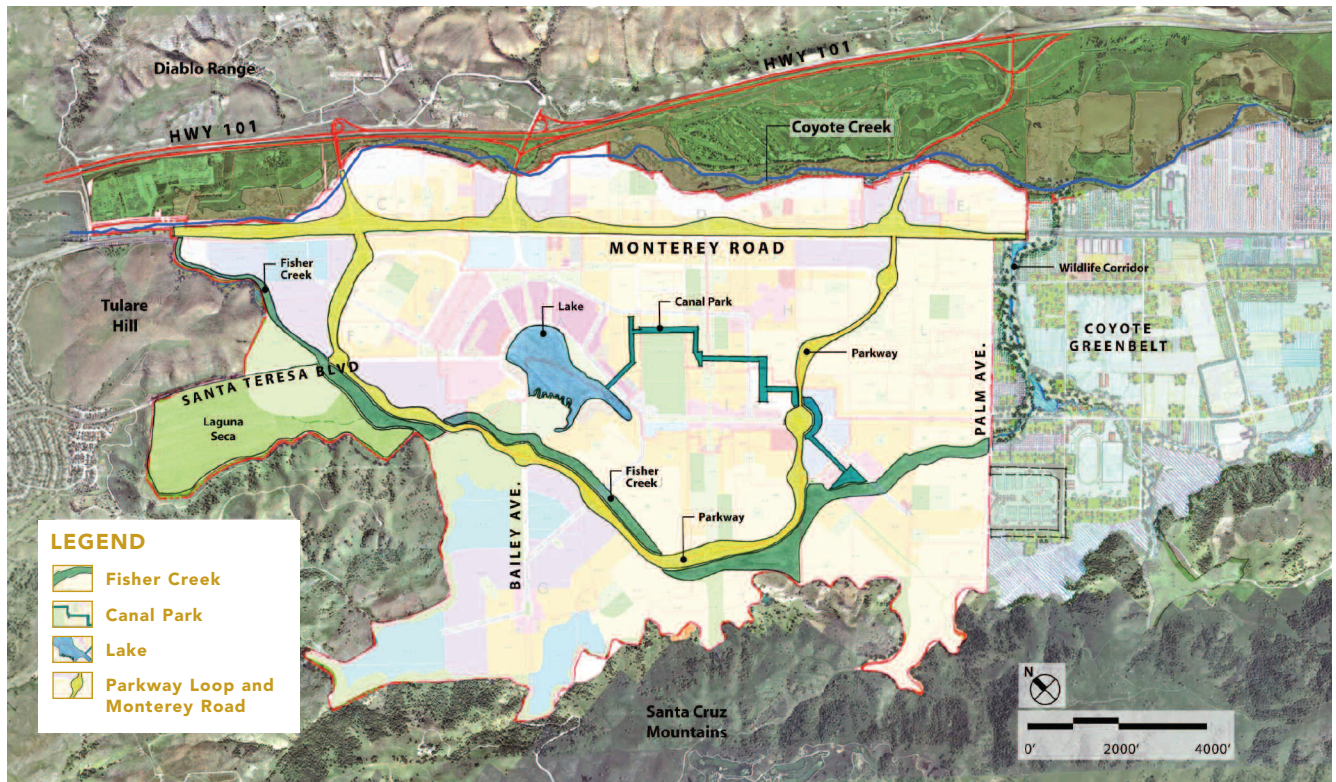 Diablo Range
HWY 101
HWY 101
Coyote Creek
C
D
E
MONTEREY ROAD
Fisher
Creek
Wildlife Corridor
Tulare
Hill
Lake
Canal Park
H
F
L
COYOTE
GREENBELT
Parkway
SANTA TERESA BLVD
PALM AVE.
Laguna
Seca
Fisher
Creek
BAILEY AVE.
Parkway
G
LEGEND
Fisher Creek
Canal Park
Lake
Parkway Loop and
Monterey Road
N
Santa Cruz
Mountains
0' 2000' 4000'